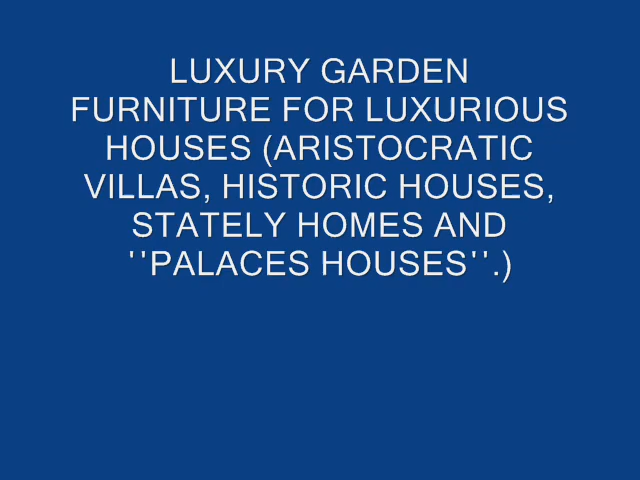 LUXURY GARDEN
FURNITURE FOR LUXURIOUS
HOUSES (ARISTOCRATIC
VILLAS, HISTORIC HOUSES,
STATELY HOMES AND
''PALACES HOUSES''.)